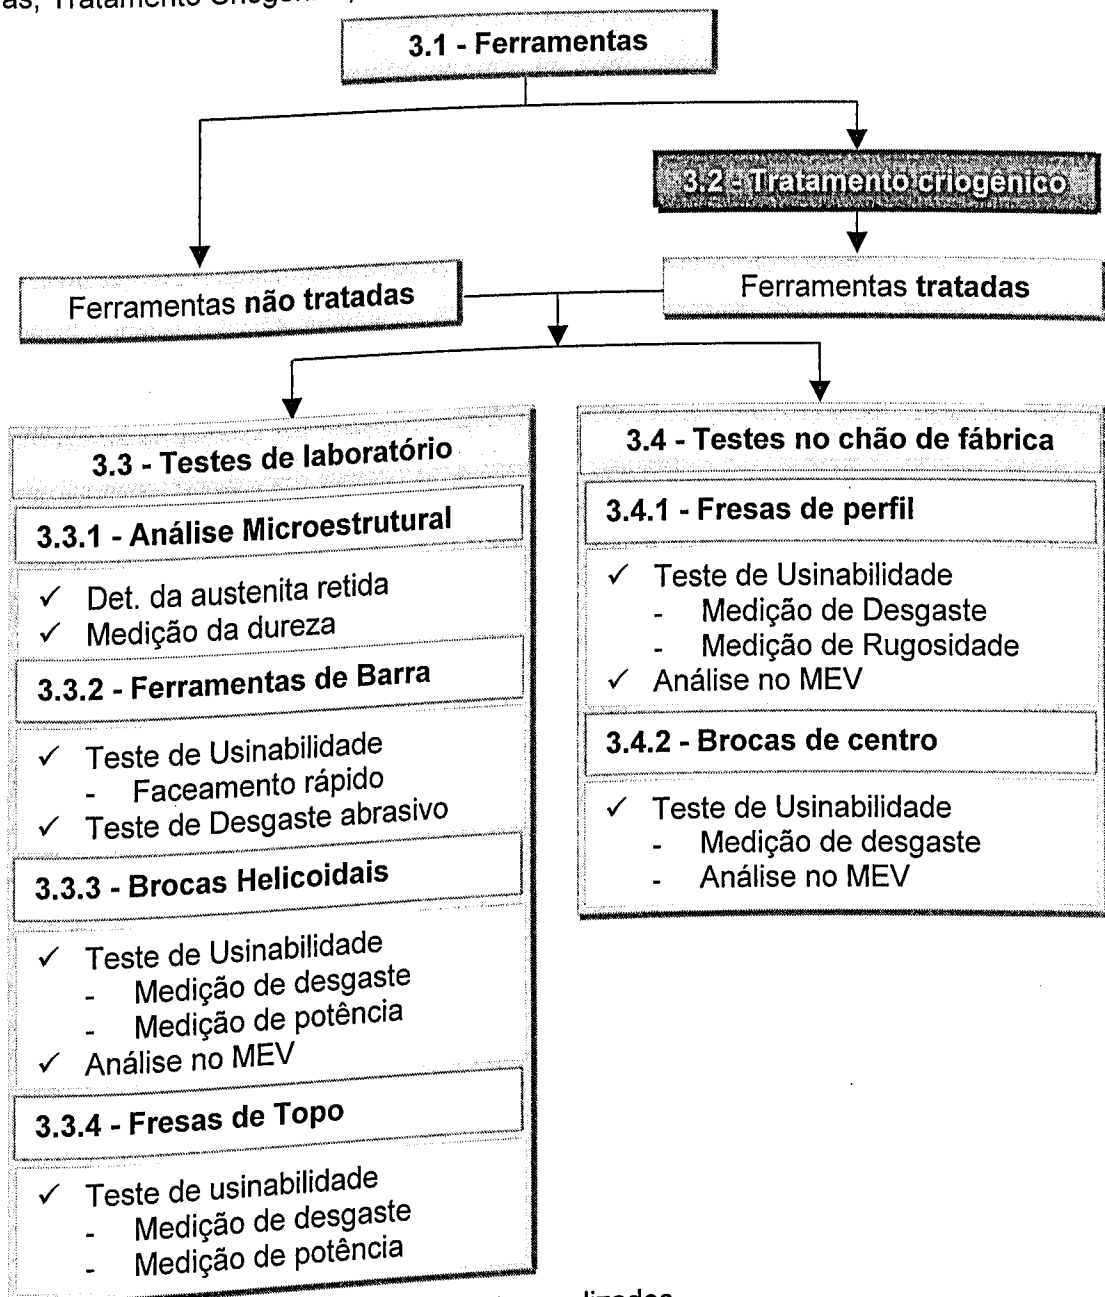 Tratamento
3.1 - Ferramentas
3.2 - Tratamento criogênico
Ferramentas não tratadas
Ferramentas tratadas
3.3 - Testes de laboratório
3.3.1 - Análise Microestrutural
✓ Det. da austenita retida
✓ Medição da dureza
3.3.2 - Ferramentas de Barra
✓ Teste de Usinabilidade
- Faceamento rápido
✓ Teste de Desgaste abrasivo
3.3.3 - Brocas Helicoidais
✓ Teste de Usinabilidade
- Medição de desgaste
- Medição de potência
✓ Análise no MEV
3.3.4 - Fresas de Topo
✓ Teste de usinabilidade
- Medição de desgaste
- Medição de potência
3.4 - Testes no chão de fábrica
3.4.1 - Fresas de perfil
✓ Teste de Usinabilidade
- Medição de Desgaste
- Medição de Rugosidade
✓ Análise no MEV
3.4.2 - Brocas de centro
✓ Teste de Usinabilidade
- Medição de desgaste
- Análise no MEV